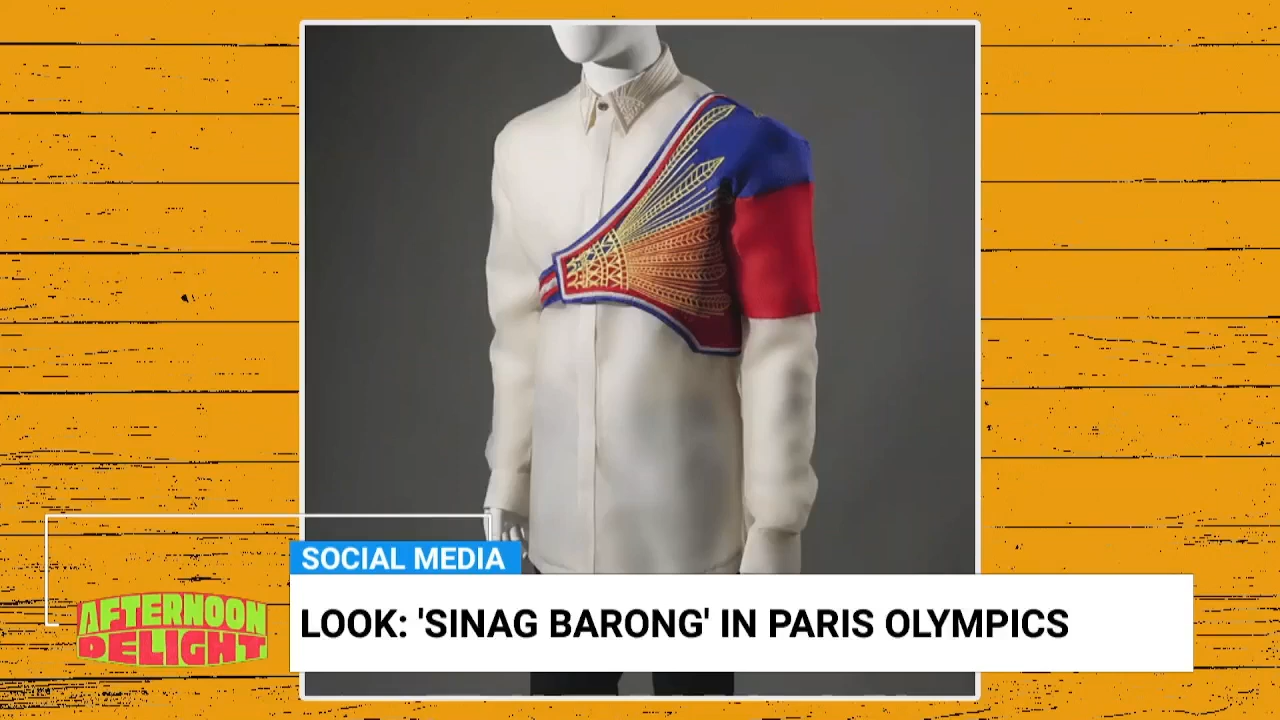 SOCIAL MEDIA
LOOK: 'SINAG BARONG' IN PARIS OLYMPICS
AFTERNOON
DELIGHT